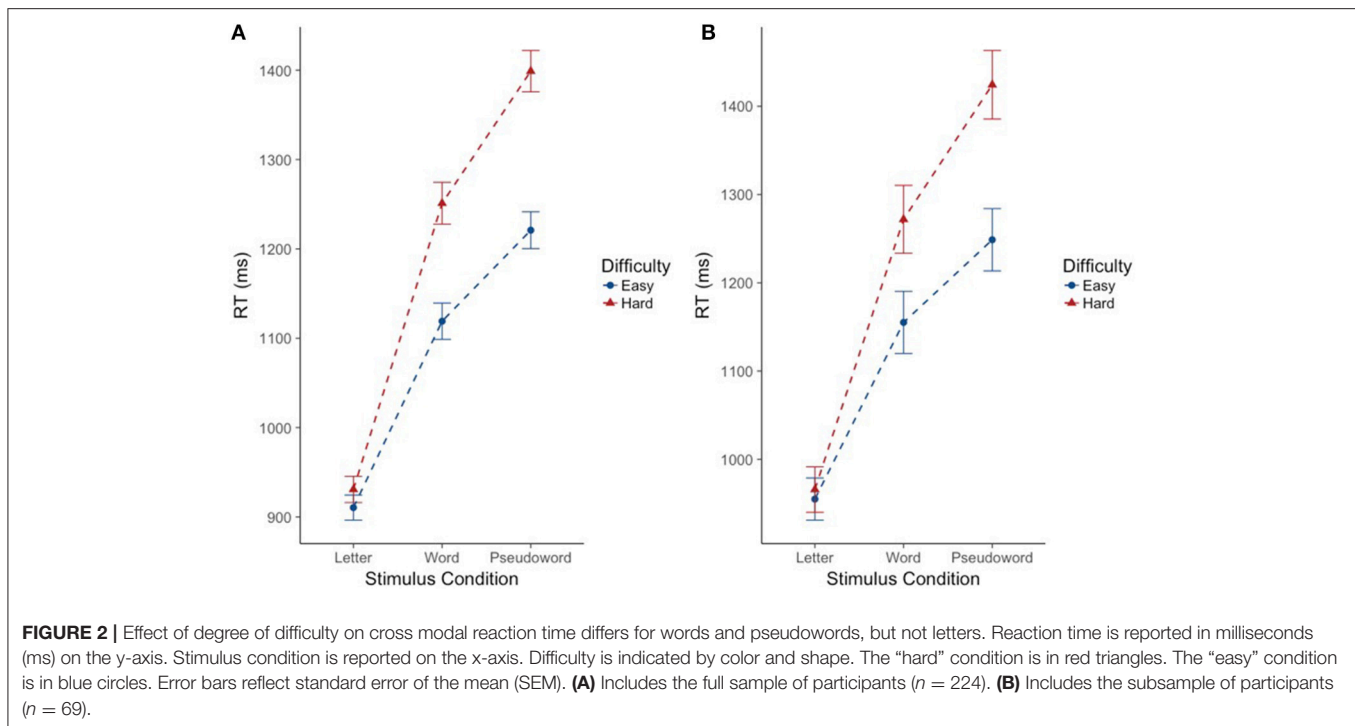 A
1400
1300
1200
1100
1000
900
RT (ms)
Letter Word Pseudoword
Stimulus Condition
Difficulty
Easy
Hard
B
1400
1300
1200
1100
1000
RT (ms)
Letter Word Pseudoword
Stimulus Condition
Difficulty
Easy
Hard
FIGURE 2 | Effect of degree of difficulty on cross modal reaction time differs for words and pseudowords, but not letters. Reaction time is reported in milliseconds
(ms) on the y-axis. Stimulus condition is reported on the x-axis. Difficulty is indicated by color and shape. The “hard” condition is in red triangles. The “easy” condition
is in blue circles. Error bars reflect standard error of the mean (SEM). (A) Includes the full sample of participants (n = 224). (B) Includes the subsample of participants
(n = 69).